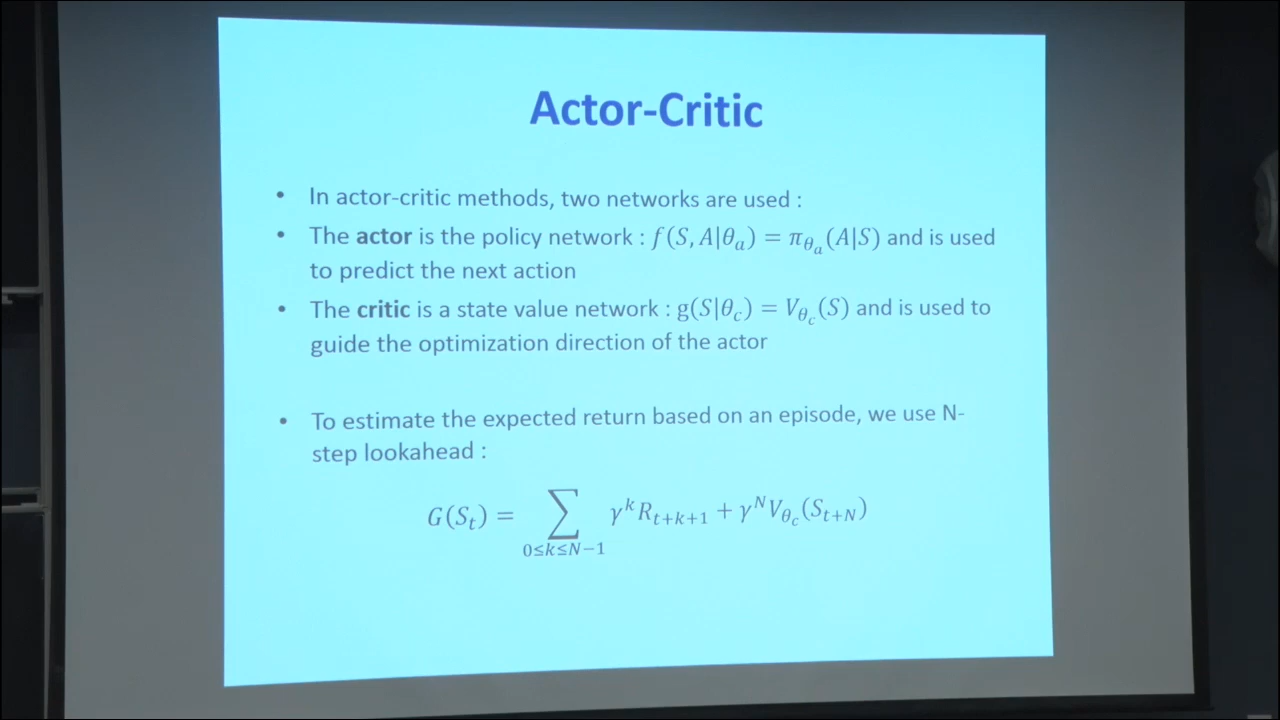 Actor-Critic
• In actor-critic methods, two networks are used :
• The actor is the policy network : f(S, A|θₐ) = π_θₐ(A|S) and is used
to predict the next action
• The critic is a state value network : g(S|θ_c) = V_θ_c(S) and is used to
guide the optimization direction of the actor
• To estimate the expected return based on an episode, we use N-
step lookahead :
G(S_t) = ∑_{0≤k≤N−1} γ^k R_{t+k+1} + γ^N V_θ_c(S_{t+N})